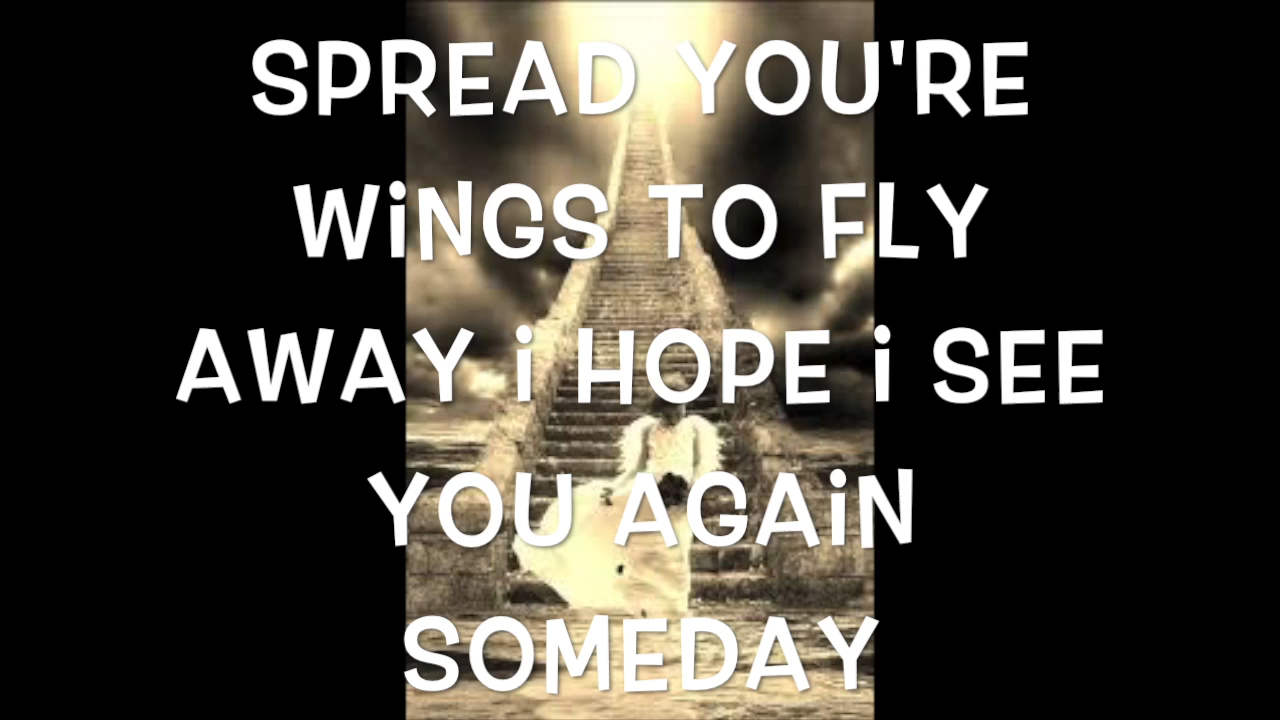 SPREAD YOU'RE
WiNGS TO FLY
AWAY i HOPE i SEE
YOU AGAiN
SOMEDAY